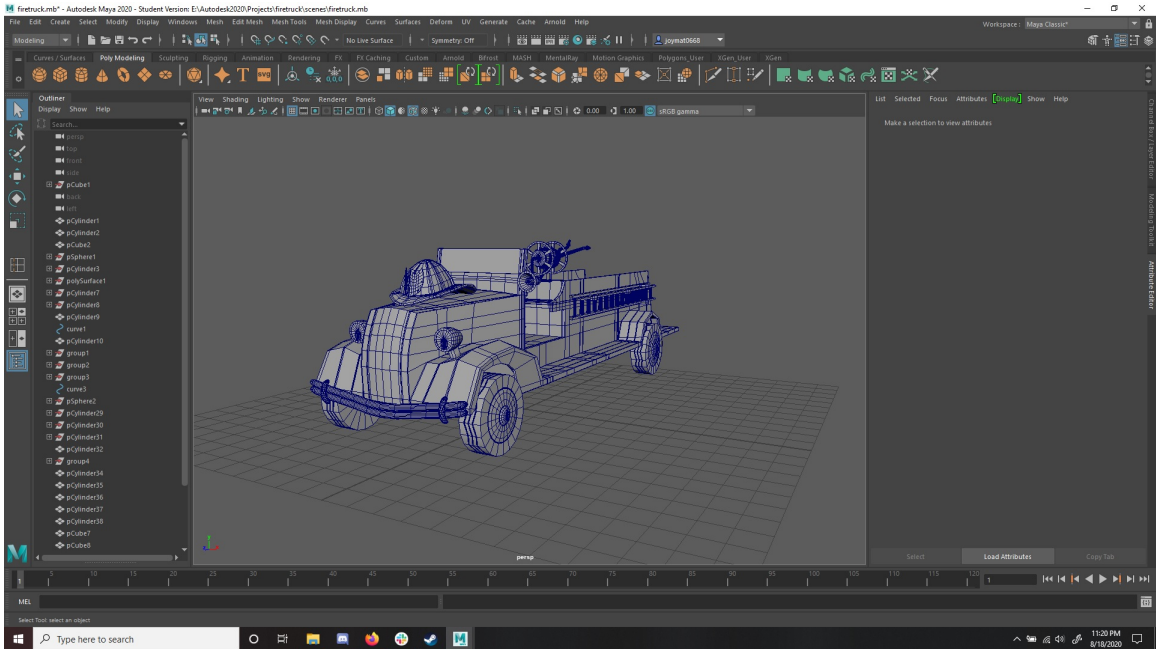 firetruck.mb* - Autodesk Maya 2020 - Student Version: E:\Autodesk2020\Projects\firetruck\scenes\firetruck.mb
File Edit Create Select Modify Display Windows Mesh Edit Mesh Mesh Tools Mesh Display Curves Surfaces Deform UV Generate Cache Arnold Help
Workspace: Maya Classic*
Modeling No Live Surface Symmetry: Off joymat0668
Curves / Surfaces Poly Modeling Sculpting Rigging Animation Rendering FX FX Caching Custom Arnold Bifrost MASH MentalRay Motion Graphics Polygons_User XGen_User XGen
SVG
Outliner
Display Show Help
Search...
persp
top
front
side
pCube1
back
left
pCylinder1
pCylinder2
pCube2
pSphere1
pCylinder3
polySurface1
pCylinder7
pCylinder8
pCylinder9
curve1
pCylinder10
group1
group2
group3
curve3
pSphere2
pCylinder29
pCylinder30
pCylinder31
pCylinder32
group4
pCylinder34
pCylinder35
pCylinder36
pCylinder37
pCylinder38
pCube7
pCube8
View Shading Lighting Show Renderer Panels
0.00 1.00 sRGB gamma
persp
List Selected Focus Attributes Display Show Help
Make a selection to view attributes
Channel Box / Layer Editor
Modeling Toolkit
Attribute Editor
Select Load Attributes Copy Tab
1 5 10 15 20 25 30 35 40 45 50 55 60 65 70 75 80 85 90 95 100 105 110 115 120 1
MEL
Select Tool: select an object
Type here to search
11:20 PM
8/18/2020